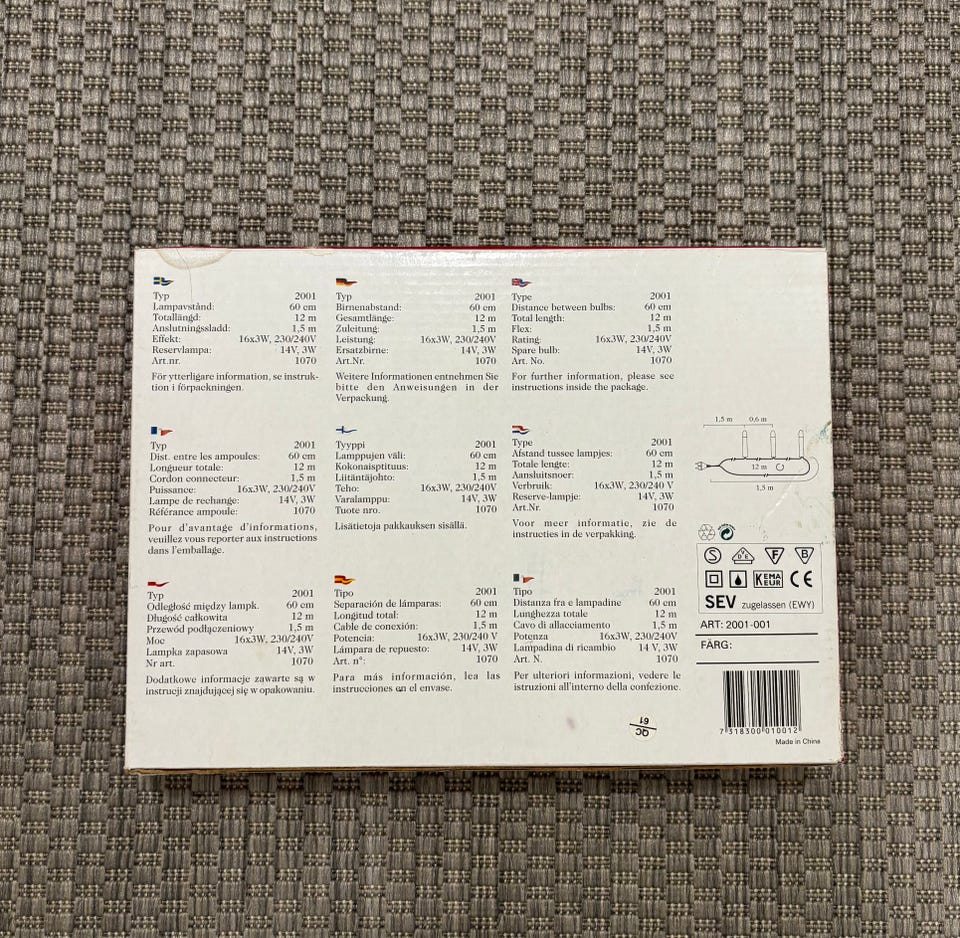 Typ 2001
Lampavstånd: 60 cm
Totallängd: 12 m
Anslutningssladd: 1,5 m
Effekt: 16x3W, 230/240V
Reservlampa: 14V, 3W
Art.nr. 1070
För ytterligare information, se instruk-
tion i förpackningen.
Typ 2001
Birnenabstand: 60 cm
Gesamtlänge: 12 m
Zuleitung: 1,5 m
Leistung: 16x3W, 230/240V
Ersatzbirne: 14V, 3W
Art.Nr. 1070
Weitere Informationen entnehmen Sie
bitte den Anweisungen in der
Verpackung.
Type 2001
Distance between bulbs: 60 cm
Total length: 12 m
Flex: 1,5 m
Rating: 16x3W, 230/240V
Spare bulb: 14V, 3W
Art. No. 1070
For further information, please see
instructions inside the package.
Typ 2001
Dist. entre les ampoules: 60 cm
Longueur totale: 12 m
Cordon connecteur: 1,5 m
Puissance: 16x3W, 230/240V
Lampe de rechange: 14V, 3W
Référance ampoule: 1070
Pour d'avantage d'informations,
veuillez vous reporter aux instructions
dans l'emballage.
Tyyppi 2001
Lamppujen väli: 60 cm
Kokonaispituus: 12 m
Liitäntäjohto: 1,5 m
Teho: 16x3W, 230/240V
Varalamppu: 14V, 3W
Tuote nro. 1070
Lisätietoja pakkauksen sisällä.
Type 2001
Afstand tussee lampjes: 60 cm
Totale lengte: 12 m
Aansluitsnoer: 1,5 m
Verbruik: 16x3W, 230/240 V
Reserve-lampje: 14V, 3W
Art.Nr. 1070
Voor meer informatie, zie de
instructies in de verpakking.
Typ 2001
Odległość między lampk. 60 cm
Długość całkowita 12 m
Przewód podłączeniowy 1,5 m
Moc 16x3W, 230/240V
Lampka zapasowa 14V, 3W
Nr art. 1070
Dodatkowe informacje zawarte są w
instrucji znajdującej się w opakowaniu.
Tipo 2001
Separación de lámparas: 60 cm
Longitud total: 12 m
Cable de conexión: 1,5 m
Potencia: 16x3W, 230/240 V
Lámpara de repuesto: 14V, 3W
Art. n°: 1070
Para más información, lea las
instrucciones en el envase.
Tipo 2001
Distanza fra e lampadine 60 cm
Lunghezza totale 12 m
Cavo di allacciamento 1,5 m
Potenza 16x3W, 230/240V
Lampadina di ricambio 14 V, 3W
Art. N. 1070
Per ulteriori informazioni, vedere le
istruzioni all'interno della confezione.
1,5 m 0,6 m
12 m
1,5 m
S D E F B
KEMA
EUR
CE
SEV zugelassen (EWY)
ART: 2001-001
FÄRG:
7 318300 010012
Made in China
QC
19